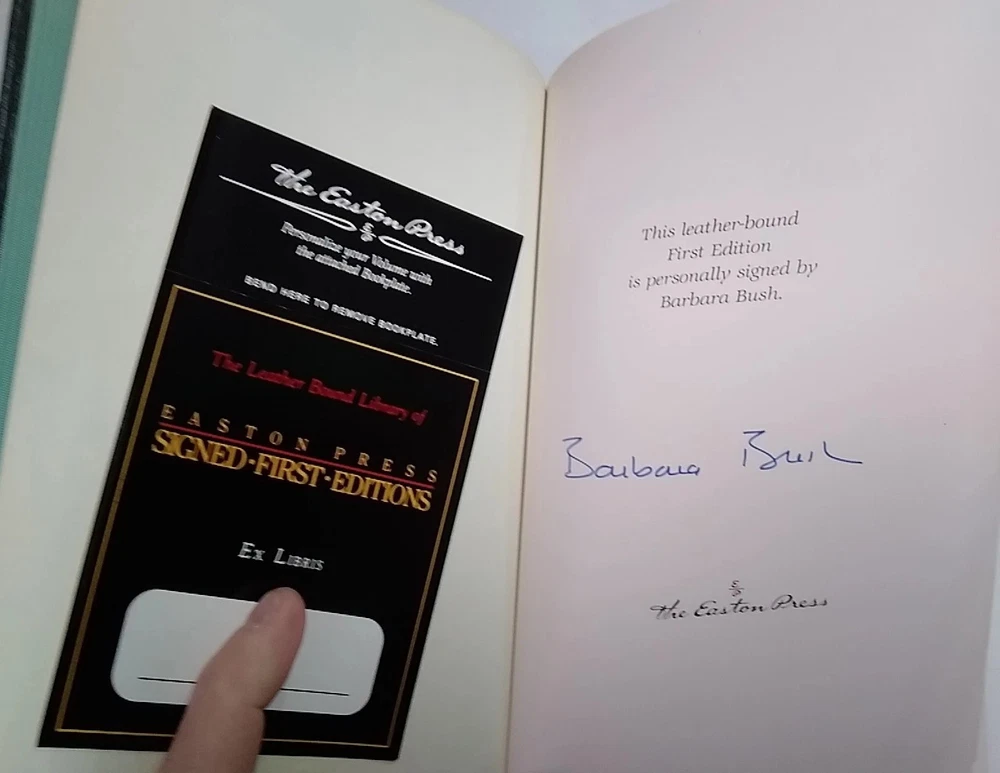 The Easton Press
Personalize your Volume with
the attached Bookplate.
BEND HERE TO REMOVE BOOKPLATE.
The Leather Bound Library of
EASTON PRESS
SIGNED·FIRST·EDITIONS
EX LIBRIS
This leather-bound
First Edition
is personally signed by
Barbara Bush.
Barbara Bush
The Easton Press